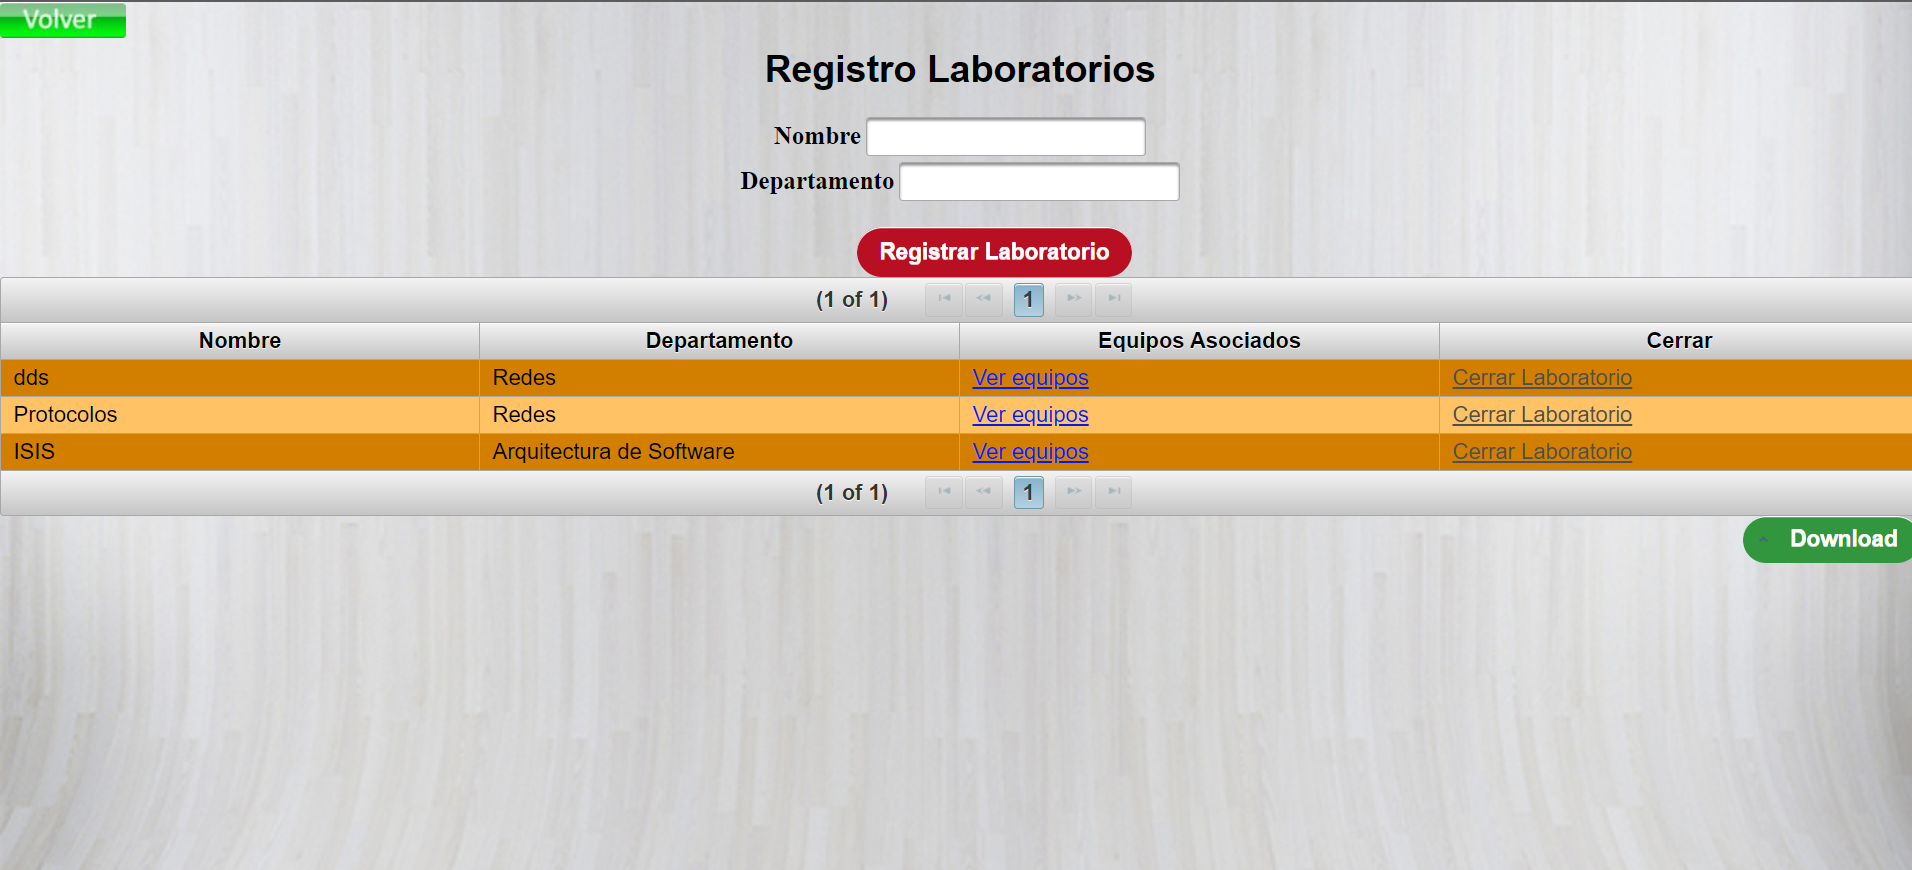 Volver
Registro Laboratorios
Nombre
Departamento
Registrar Laboratorio
(1 of 1) 1
Nombre Departamento Equipos Asociados Cerrar
dds Redes Ver equipos Cerrar Laboratorio
Protocolos Redes Ver equipos Cerrar Laboratorio
ISIS Arquitectura de Software Ver equipos Cerrar Laboratorio
(1 of 1) 1
Download